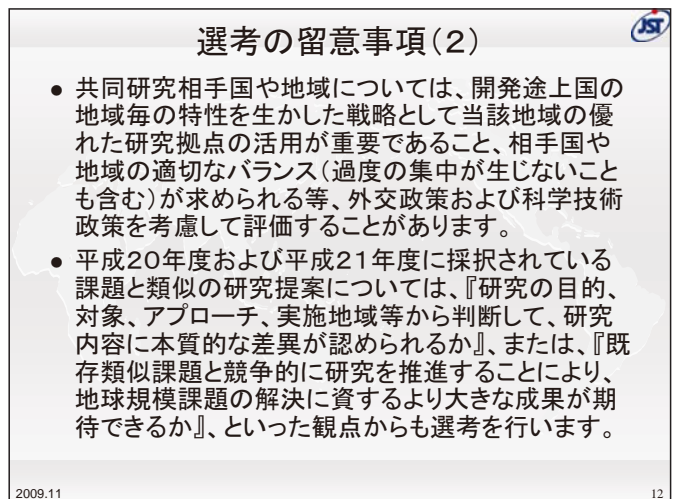 選考の留意事項(2)
JST
● 共同研究相手国や地域については、開発途上国の
地域毎の特性を生かした戦略として当該地域の優
れた研究拠点の活用が重要であること、相手国や
地域の適切なバランス(過度の集中が生じないこと
も含む)が求められる等、外交政策および科学技術
政策を考慮して評価することがあります。
● 平成20年度および平成21年度に採択されている
課題と類似の研究提案については、『研究の目的、
対象、アプローチ、実施地域等から判断して、研究
内容に本質的な差異が認められるか』、または、『既
存類似課題と競争的に研究を推進することにより、
地球規模課題の解決に資するより大きな成果が期
待できるか』、といった観点からも選考を行います。
2009.11
12